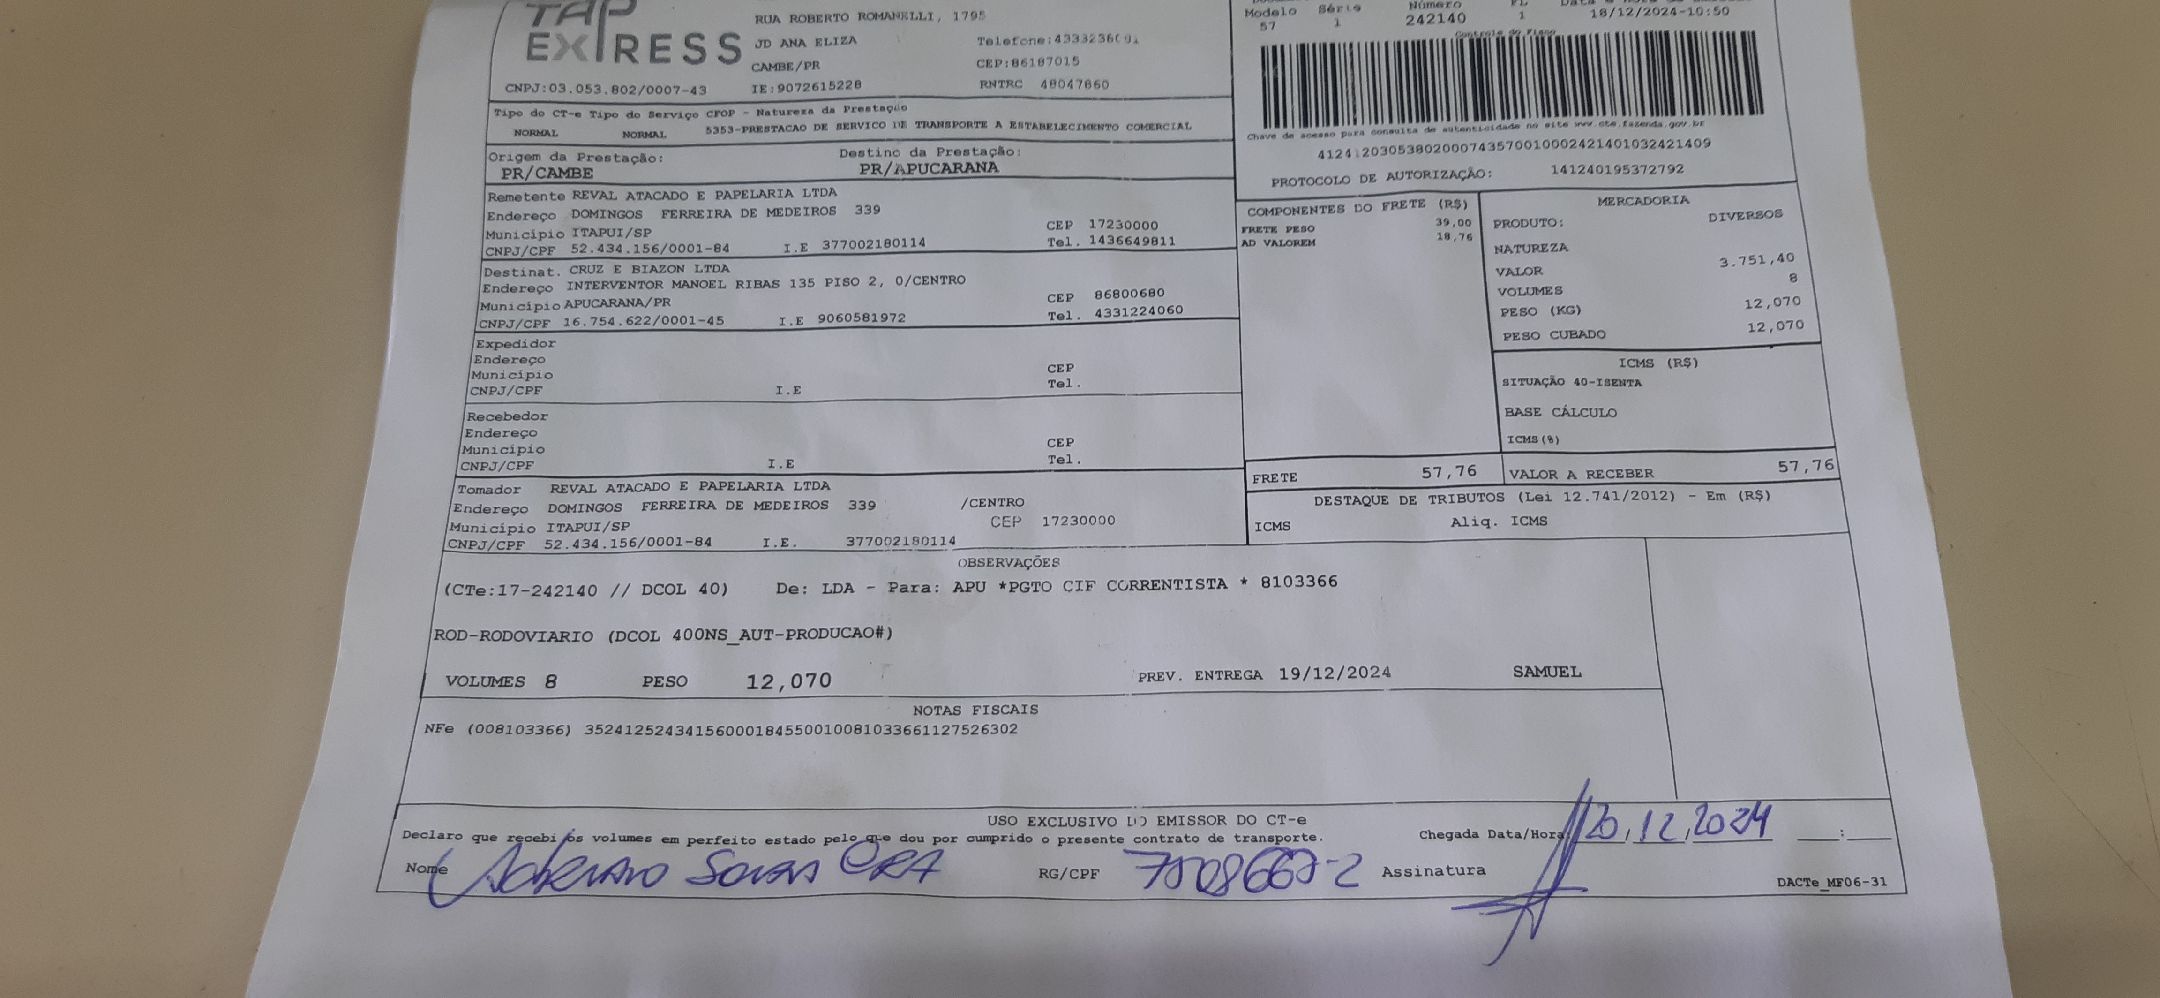 TAP
EXPRESS
RUA ROBERTO ROMANELLI, 1795
JD ANA ELIZA
CAMBE/PR
Telefone:
CEP:86187015
CNPJ:03.053.802/0007-43 IE:9072615228 RNTRC 48047860
Modelo Série Número
57 1 242140 1 18/12/2024-10:50
Controle do Fisco
Chave de acesso para consulta de autenticidade no site www.cte.fazenda.gov.br
PROTOCOLO DE AUTORIZAÇÃO: 141240195372792
Tipo do CT-e Tipo do Serviço CFOP - Natureza da Prestação
NORMAL NORMAL 5353-PRESTACAO DE SERVICO DE TRANSPORTE A ESTABELECIMENTO COMERCIAL
Origem da Prestação: Destino da Prestação:
PR/CAMBE PR/APUCARANA
Remetente REVAL ATACADO E PAPELARIA LTDA
Endereço DOMINGOS FERREIRA DE MEDEIROS 339
Município ITAPUI/SP CEP 17230000
CNPJ/CPF 52.434.156/0001-84 I.E 377002180114 Tel. 1436649811
Destinat. CRUZ E BIAZON LTDA
Endereço INTERVENTOR MANOEL RIBAS 135 PISO 2, 0/CENTRO
Município APUCARANA/PR CEP 86800680
CNPJ/CPF 16.754.622/0001-45 I.E 9060581972 Tel. 4331224060
Expedidor
Endereço
Município CEP
CNPJ/CPF I.E Tel.
Recebedor
Endereço
Município CEP
CNPJ/CPF I.E Tel.
Tomador REVAL ATACADO E PAPELARIA LTDA
Endereço DOMINGOS FERREIRA DE MEDEIROS 339 /CENTRO
Município ITAPUI/SP CEP 17230000
CNPJ/CPF 52.434.156/0001-84 I.E. 377002180114
COMPONENTES DO FRETE (R$)
FRETE PESO 39,00
AD VALOREM 18,76
MERCADORIA
PRODUTO: DIVERSOS
NATUREZA
VALOR 3.751,40
VOLUMES 8
PESO (KG) 12,070
PESO CUBADO 12,070
ICMS (R$)
SITUAÇÃO 40-ISENTA
BASE CÁLCULO
ICMS(%)
FRETE 57,76 VALOR A RECEBER 57,76
DESTAQUE DE TRIBUTOS (Lei 12.741/2012) - Em (R$)
ICMS Aliq. ICMS
OBSERVAÇÕES
(CTe:17-242140 // DCOL 40) De: LDA - Para: APU *PGTO CIF CORRENTISTA * 8103366
ROD-RODOVIARIO (DCOL 400NS_AUT-PRODUCAO#)
VOLUMES 8 PESO 12,070 PREV. ENTREGA 19/12/2024 SAMUEL
NOTAS FISCAIS
NFe (008103366) 35241252434156000184550010081033661127526302
USO EXCLUSIVO DO EMISSOR DO CT-e
Declaro que recebi os volumes em perfeito estado pelo que dou por cumprido o presente contrato de transporte. Chegada Data/Hora 20,12,2024 __:__
Nome RG/CPF Assinatura
DACTe_MF06-31